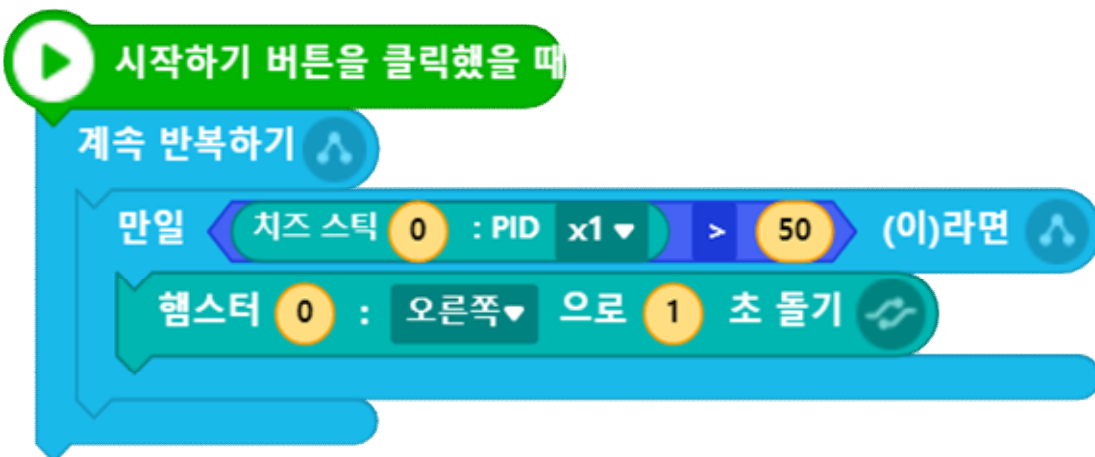 시작하기 버튼을 클릭했을 때
계속 반복하기
만일 치즈 스틱 0 : PID x1 > 50 (이)라면
햄스터 0 : 오른쪽 으로 1 초 돌기